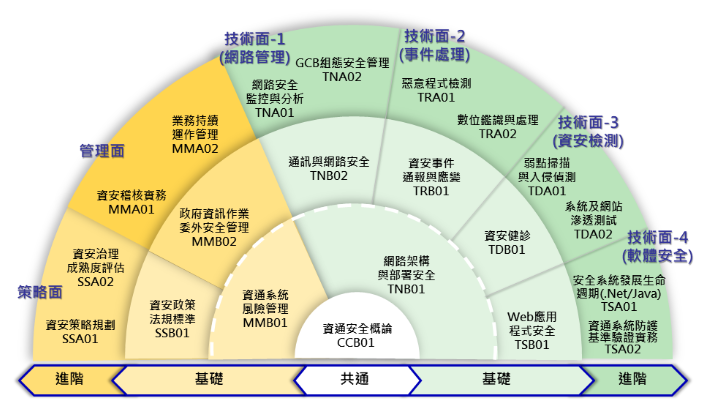 技術面-1
(網路管理)
技術面-2
(事件處理)
GCB組態安全管理
TNA02
網路安全
監控與分析
TNA01
惡意程式檢測
TRA01
數位鑑識與處理
TRA02
技術面-3
(資安檢測)
業務持續
運作管理
MMA02
管理面
資安稽核實務
MMA01
通訊與網路安全
TNB02
資安事件
通報與應變
TRB01
弱點掃描
與入侵偵測
TDA01
系統及網站
滲透測試
TDA02
政府資訊作業
委外安全管理
MMB02
資安健診
TDB01
技術面-4
(軟體安全)
資安治理
成熟度評估
SSA02
網路架構
與部署安全
TNB01
安全系統發展生命
週期(.Net/Java)
TSA01
策略面
資安策略規劃
SSA01
資安政策
法規標準
SSB01
資通系統
風險管理
MMB01
資通安全概論
CCB01
Web應用
程式安全
TSB01
資通系統防護
基準驗證實務
TSA02
進階
基礎
共通
基礎
進階